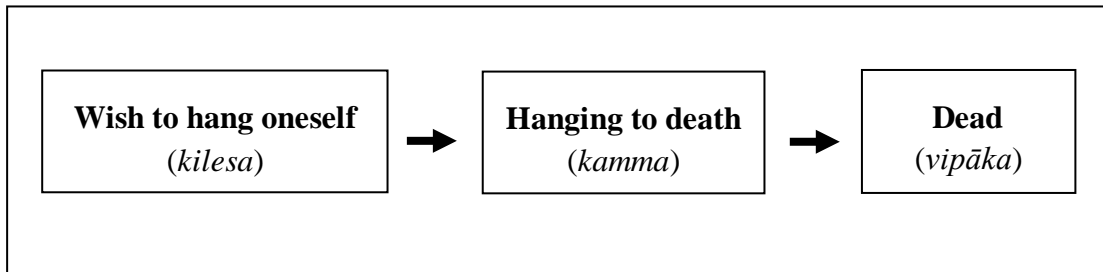 Wish to hang oneself
(kilesa)
Hanging to death
(kamma)
Dead
(vipāka)